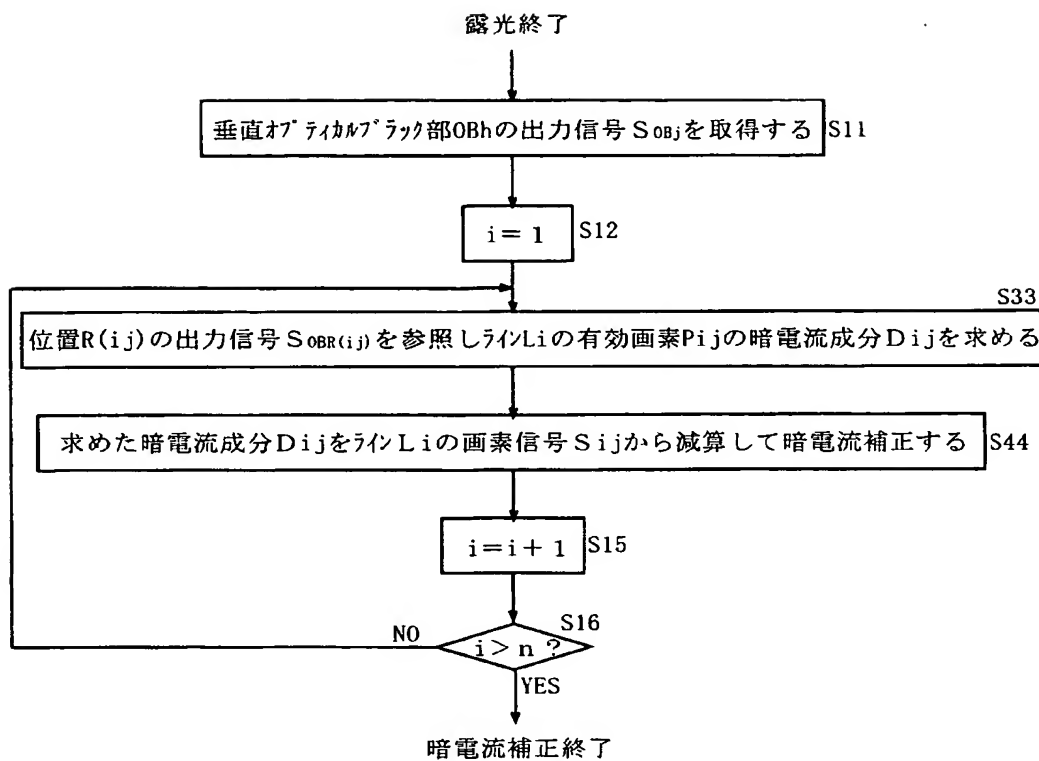 露光終了
垂直ｵﾌﾟﾃｨｶﾙﾌﾞﾗｯｸ部OBhの出力信号SOBjを取得する S11
i＝1 S12
S33
位置R(ij)の出力信号SOBR(ij)を参照しﾗｲﾝLiの有効画素Pijの暗電流成分Dijを求める
求めた暗電流成分DijをﾗｲﾝLiの画素信号Sijから減算して暗電流補正する S44
i＝i＋1 S15
S16
NO i＞n？
YES
暗電流補正終了